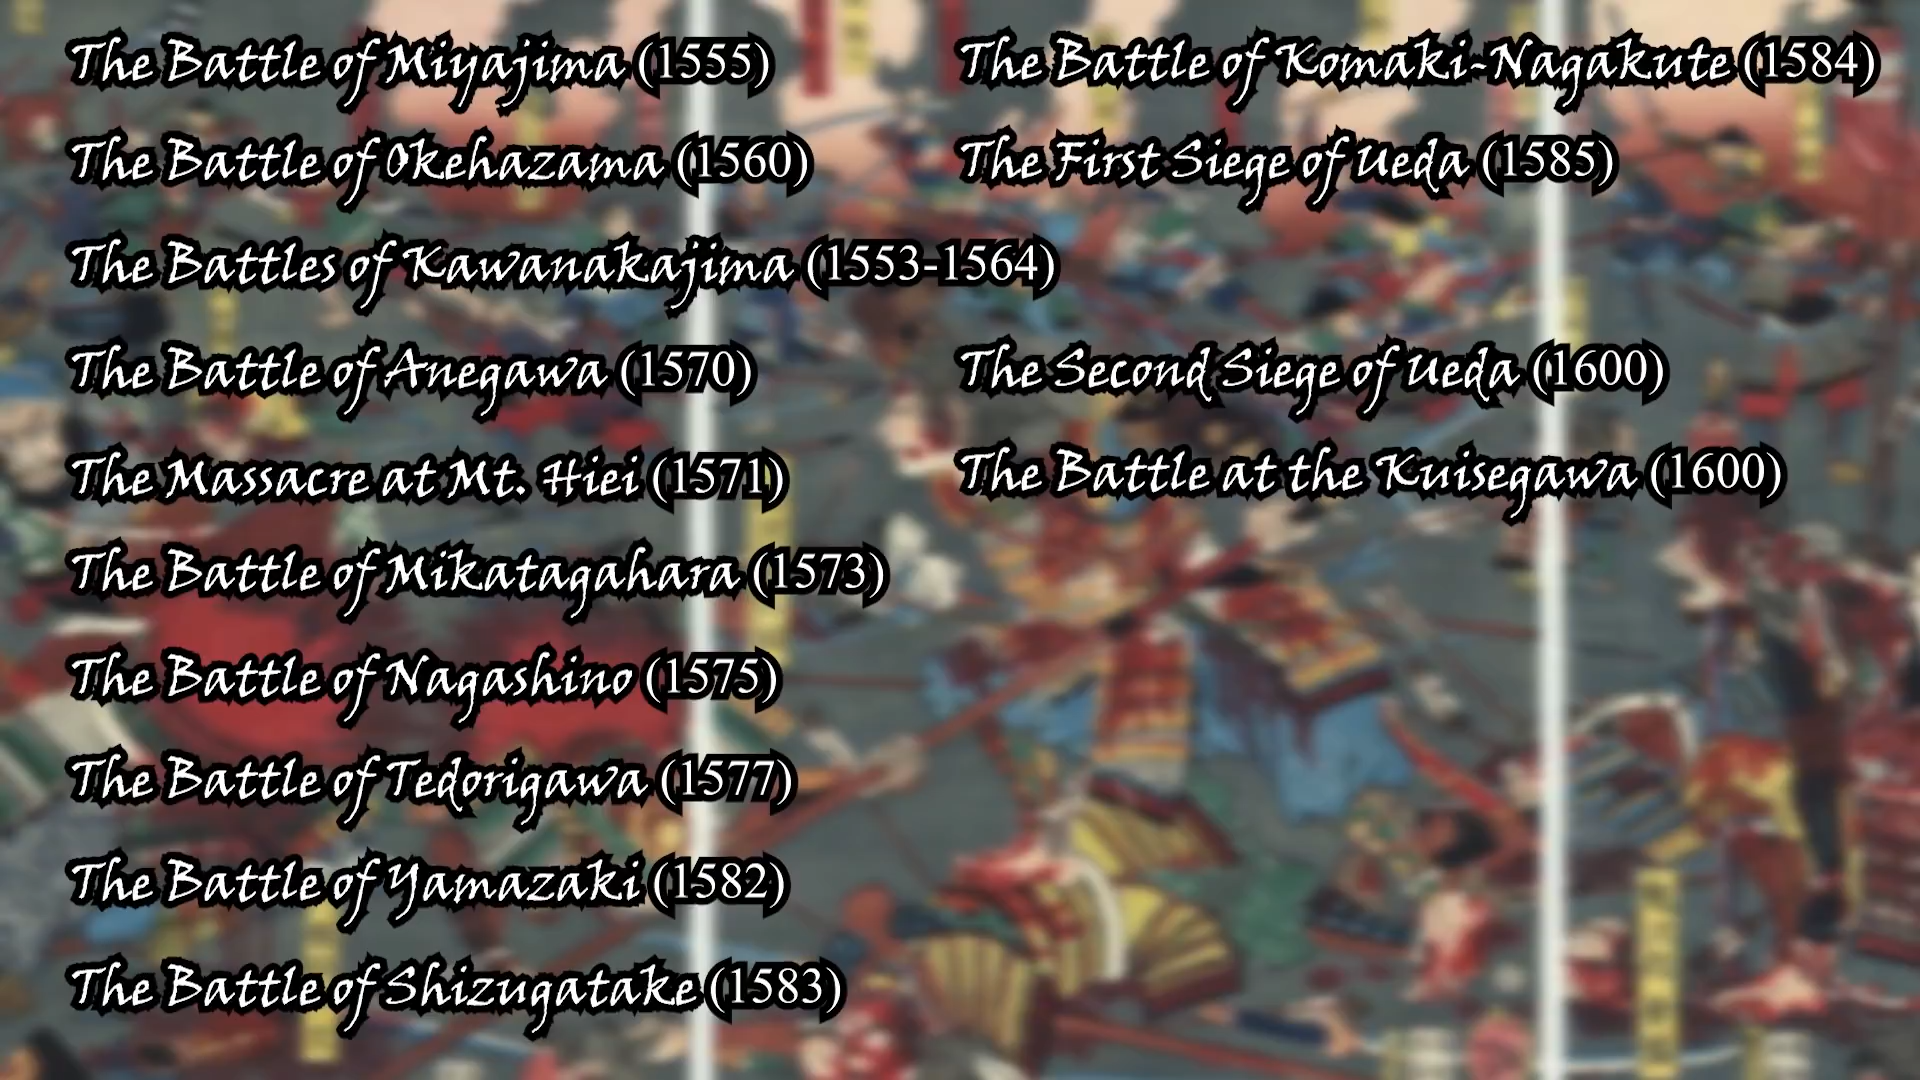 The Battle of Miyajima (1555)
The Battle of Okehazama (1560)
The Battles of Kawanakajima (1553-1564)
The Battle of Anegawa (1570)
The Massacre at Mt. Hiei (1571)
The Battle of Mikatagahara (1573)
The Battle of Nagashino (1575)
The Battle of Tedorigawa (1577)
The Battle of Yamazaki (1582)
The Battle of Shizugatake (1583)
The Battle of Komaki-Nagakute (1584)
The First Siege of Ueda (1585)
The Second Siege of Ueda (1600)
The Battle at the Kuisegawa (1600)